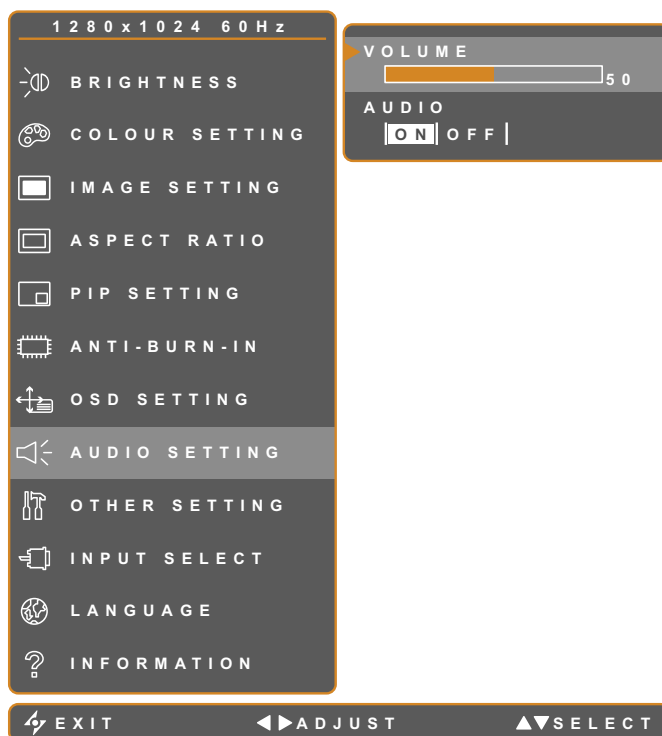 1280x1024 60Hz
BRIGHTNESS
COLOUR SETTING
IMAGE SETTING
ASPECT RATIO
PIP SETTING
ANTI-BURN-IN
OSD SETTING
AUDIO SETTING
OTHER SETTING
INPUT SELECT
LANGUAGE
INFORMATION
VOLUME
50
AUDIO
ON OFF
EXIT ADJUST SELECT